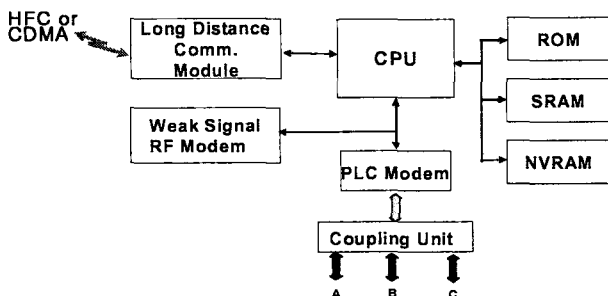 HFC or
CDMA
Long Distance
Comm.
Module
CPU
ROM
SRAM
NVRAM
Weak Signal
RF Modem
PLC Modem
Coupling Unit
A B C